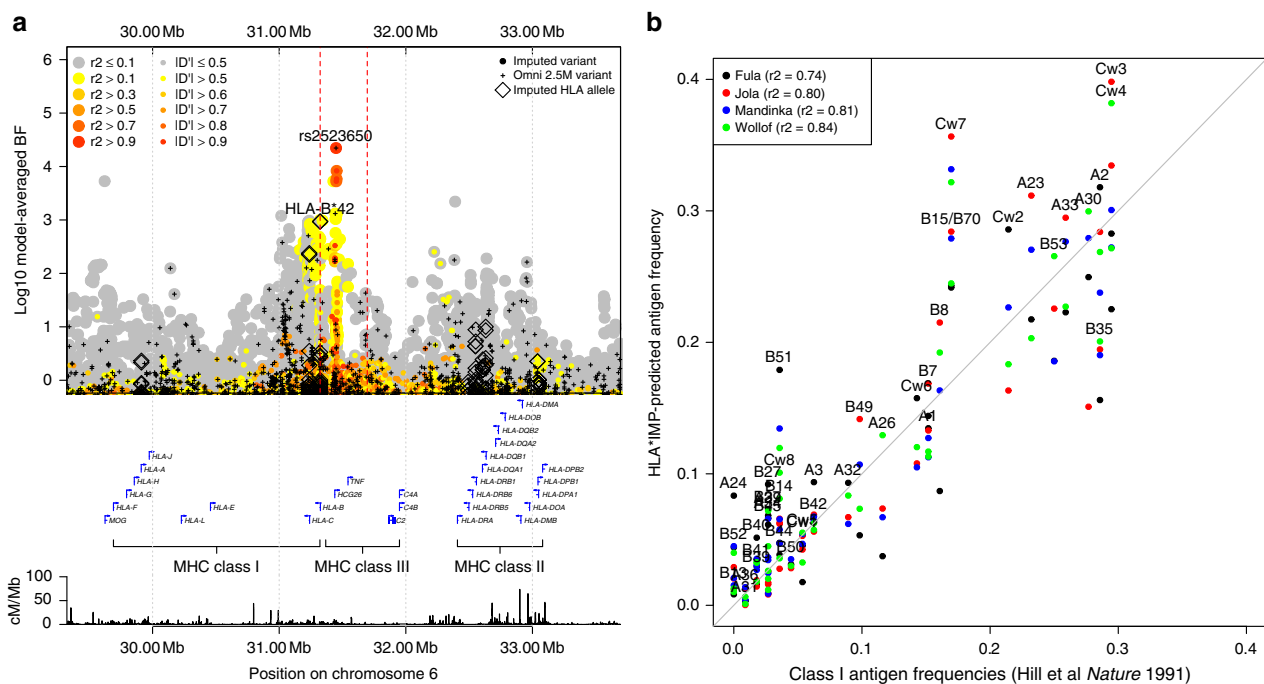 a
30.00 Mb 31.00 Mb 32.00 Mb 33.00 Mb
Log10 model-averaged BF
6
5
4
3
2
1
0
r2 ≤ 0.1 |D'| ≤ 0.5
r2 > 0.1 |D'| > 0.5
r2 > 0.3 |D'| > 0.6
r2 > 0.5 |D'| > 0.7
r2 > 0.7 |D'| > 0.8
r2 > 0.9 |D'| > 0.9
Imputed variant
Omni 2.5M variant
Imputed HLA allele
rs2523650
HLA-B*42
HLA-DMA
HLA-DOB
HLA-DQB2
HLA-DQA2
HLA-J HLA-DQB1
HLA-A HLA-DQA1 HLA-DPB2
HLA-H TNF HLA-DRB1 HLA-DPB1
HLA-G HCG26 C4A HLA-DRB6 HLA-DPA1
HLA-F HLA-E HLA-B C4B HLA-DRB5 HLA-DOA
MOG HLA-L HLA-C C2 HLA-DRA HLA-DMB
MHC class I MHC class III MHC class II
cM/Mb
100
50
0
30.00 Mb 31.00 Mb 32.00 Mb 33.00 Mb
Position on chromosome 6
b
HLA*IMP-predicted antigen frequency
0.4
0.3
0.2
0.1
0.0
Fula (r2 = 0.74)
Jola (r2 = 0.80)
Mandinka (r2 = 0.81)
Wollof (r2 = 0.84)
Cw3
Cw4
Cw7
A2
A23
A30
A33
B15/B70
Cw2
B53
B8
B35
B51
B7
Cw6
B49
A1
A26
Cw8
B27
A3
A32
A24
B14
B45
B42
B52
B40
B44
B41
B39
B50
B13
A36
0.0 0.1 0.2 0.3 0.4
Class I antigen frequencies (Hill et al Nature 1991)